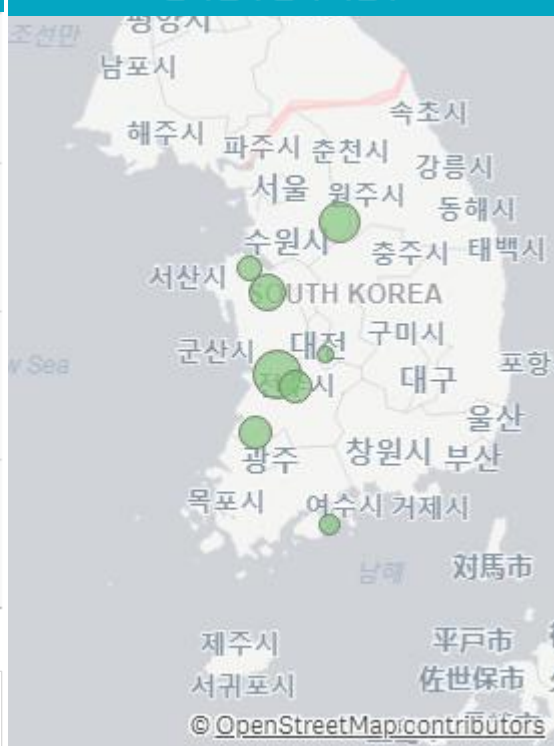 조선만
평양시
남포시
속초시
해주시
파주시 춘천시
강릉시
서울
원주시
동해시
수원시
충주시
태백시
서산시
SOUTH KOREA
구미시
대전
군산시
w Sea
포항
대구
시
울산
창원시
부산
광주
목포시
여수시
거제시
남해
対馬市
제주시
平戸市
佐世保市
서귀포시
© OpenStreetMap contributors